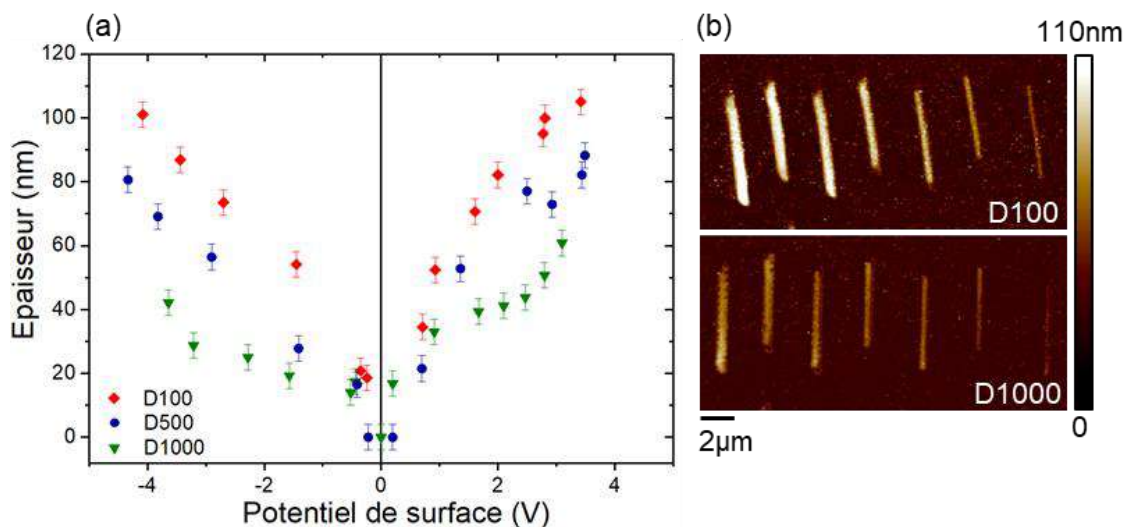 (a)
Epaisseur (nm)
120
100
80
60
40
20
0
D100
D500
D1000
-4
-2
0
2
4
Potentiel de surface (V)
(b)
110nm
D100
D1000
0
2µm